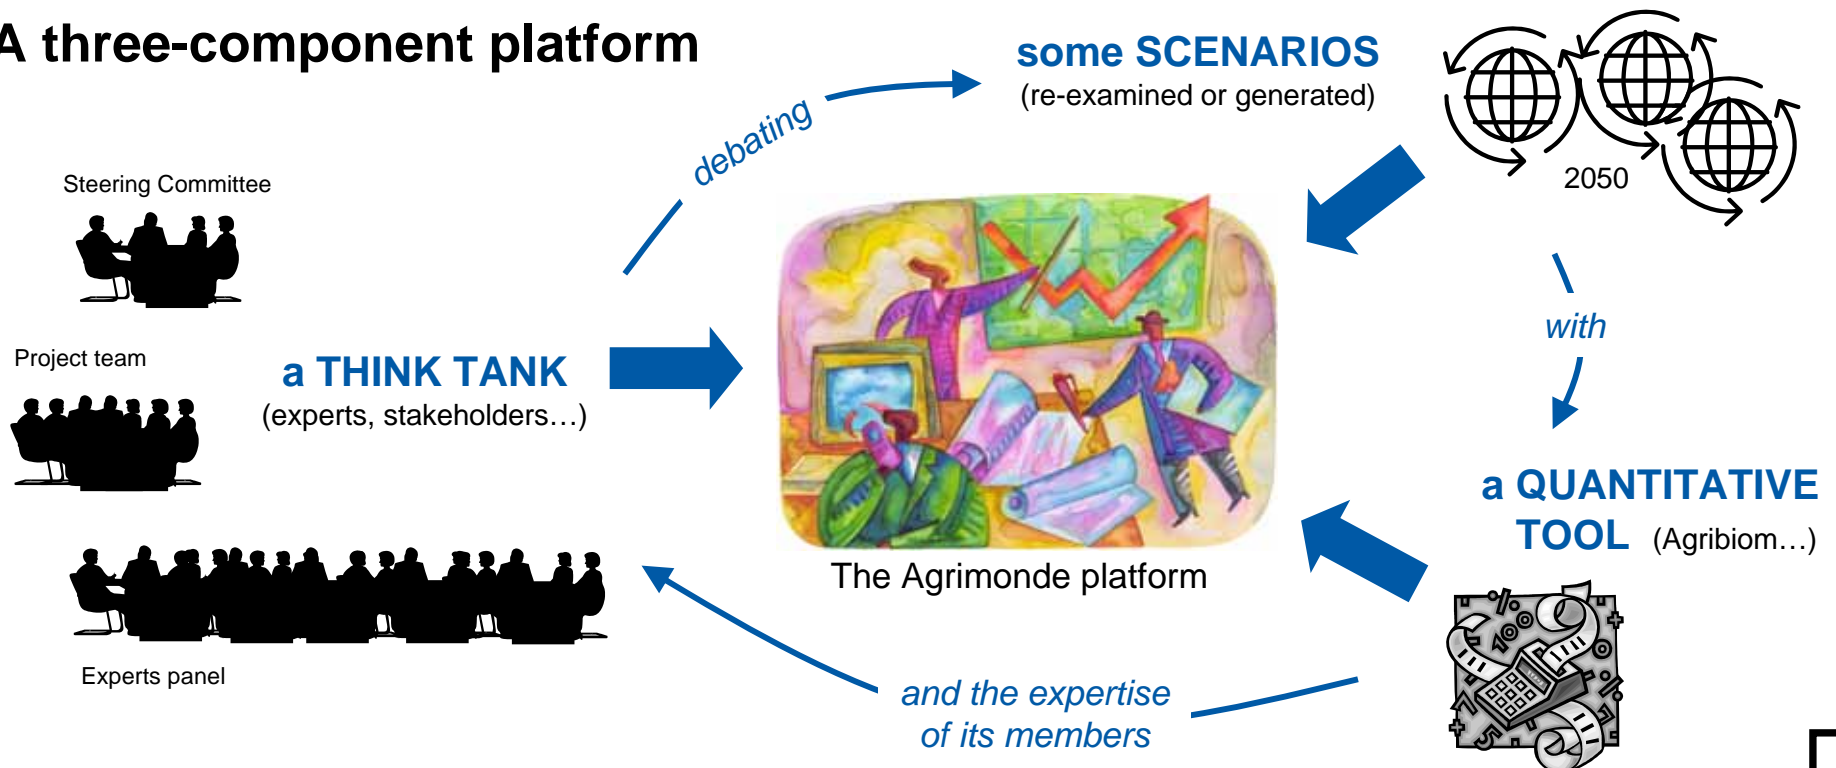 A three-component platform
some SCENARIOS
(re-examined or generated)
debating
2050
Steering Committee
Project team
a THINK TANK
(experts, stakeholders…)
Experts panel
with
a QUANTITATIVE
TOOL (Agribiom…)
The Agrimonde platform
and the expertise
of its members